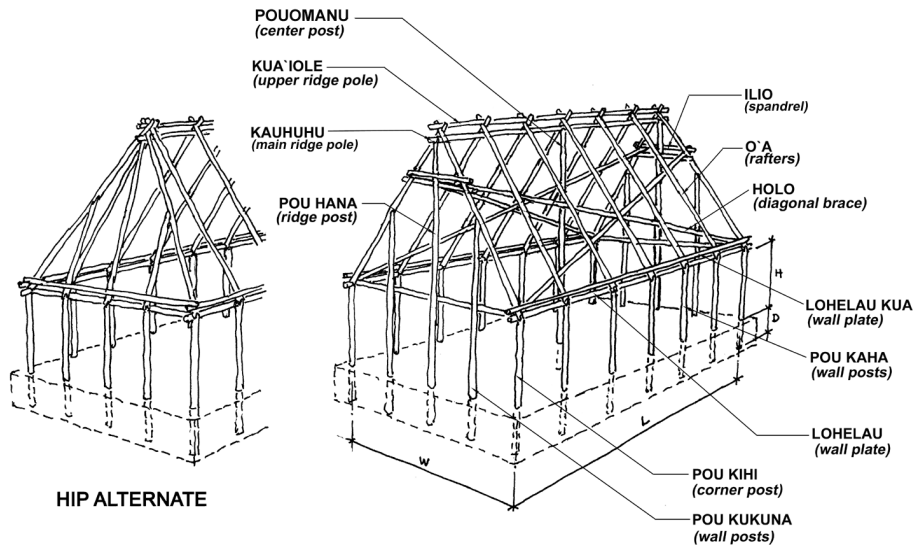 POUOMANU
(center post)
KUA`IOLE
(upper ridge pole)
KAUHUHU
(main ridge pole)
POU HANA
(ridge post)
ILIO
(spandrel)
O`A
(rafters)
HOLO
(diagonal brace)
H
D
LOHELAU KUA
(wall plate)
POU KAHA
(wall posts)
LOHELAU
(wall plate)
L
W
POU KIHI
(corner post)
POU KUKUNA
(wall posts)
HIP ALTERNATE